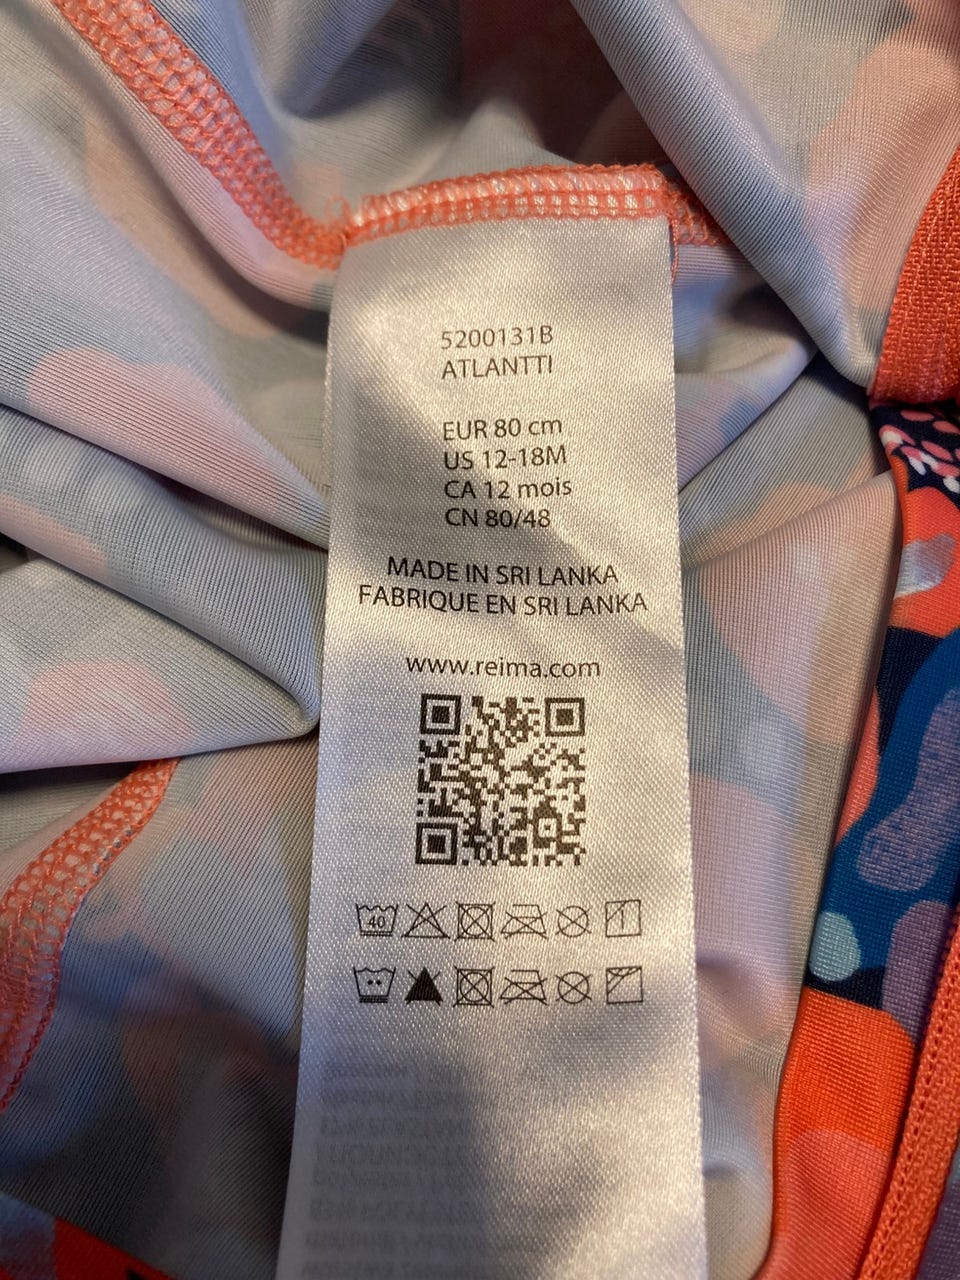 5200131B
ATLANTTI
EUR 80 cm
US 12-18M
CA 12 mois
CN 80/48
MADE IN SRI LANKA
FABRIQUE EN SRI LANKA
www.reima.com
40